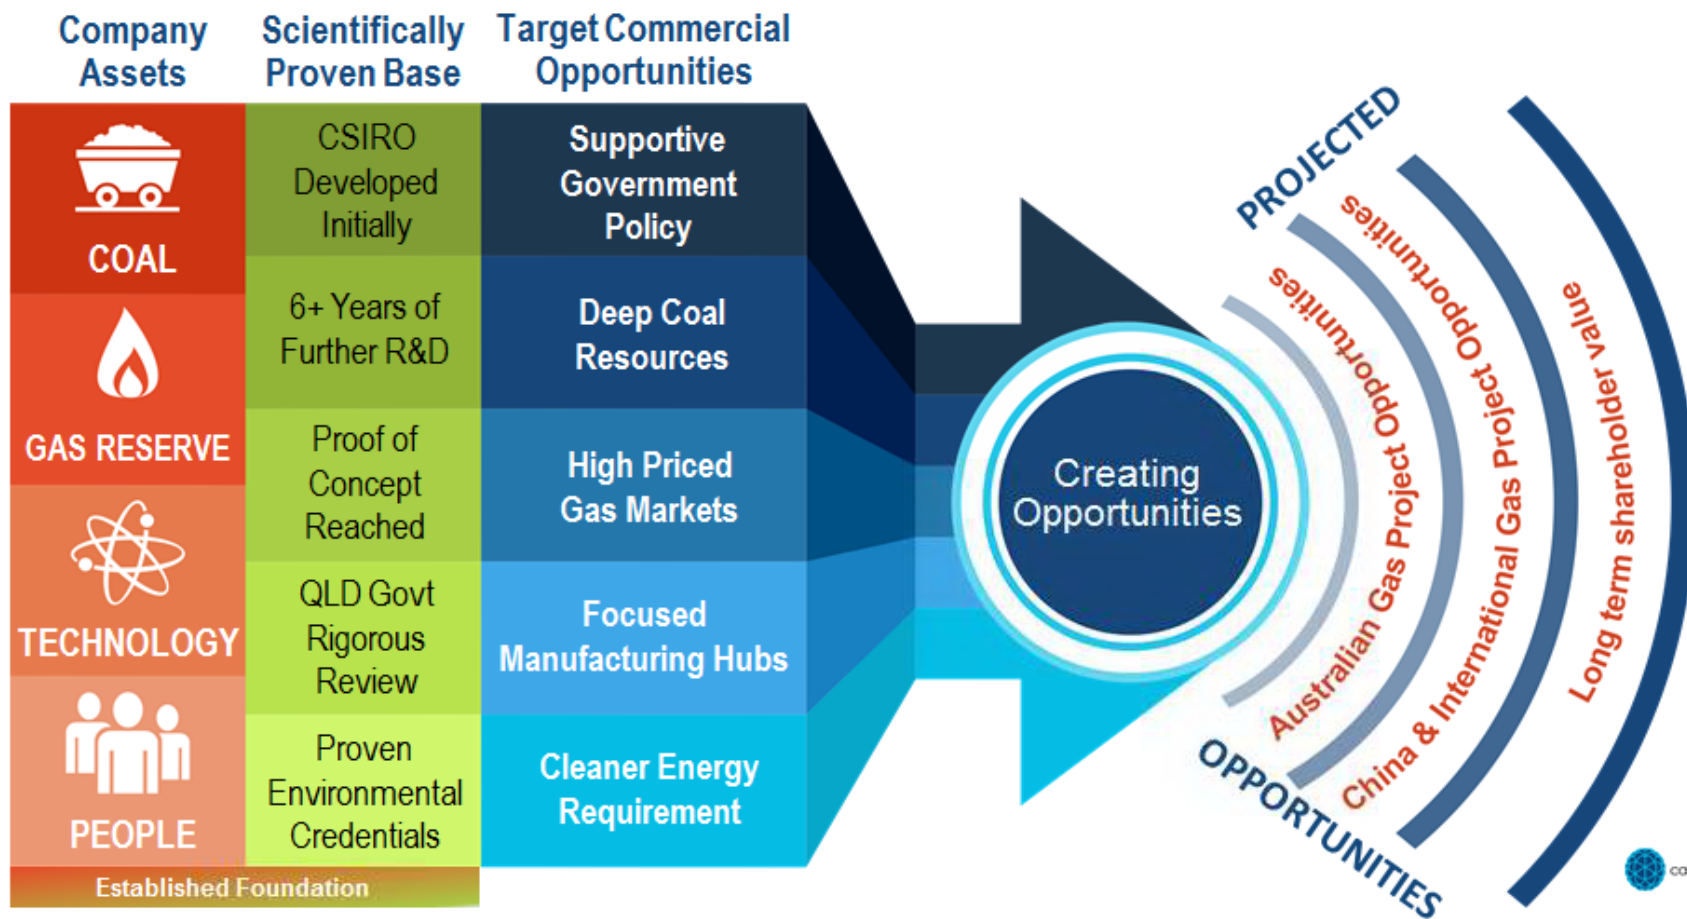 Company
Assets
Scientifically
Proven Base
Target Commercial
Opportunities
COAL
GAS RESERVE
TECHNOLOGY
PEOPLE
CSIRO
Developed
Initially
6+ Years of
Further R&D
Proof of
Concept
Reached
QLD Govt
Rigorous
Review
Proven
Environmental
Credentials
Established Foundation
Supportive
Government
Policy
Deep Coal
Resources
High Priced
Gas Markets
Focused
Manufacturing Hubs
Cleaner Energy
Requirement
Creating
Opportunities
PROJECTED
OPPORTUNITIES
Australian Gas Project Opportunities
China & International Gas Project Opportunities
Long term shareholder value